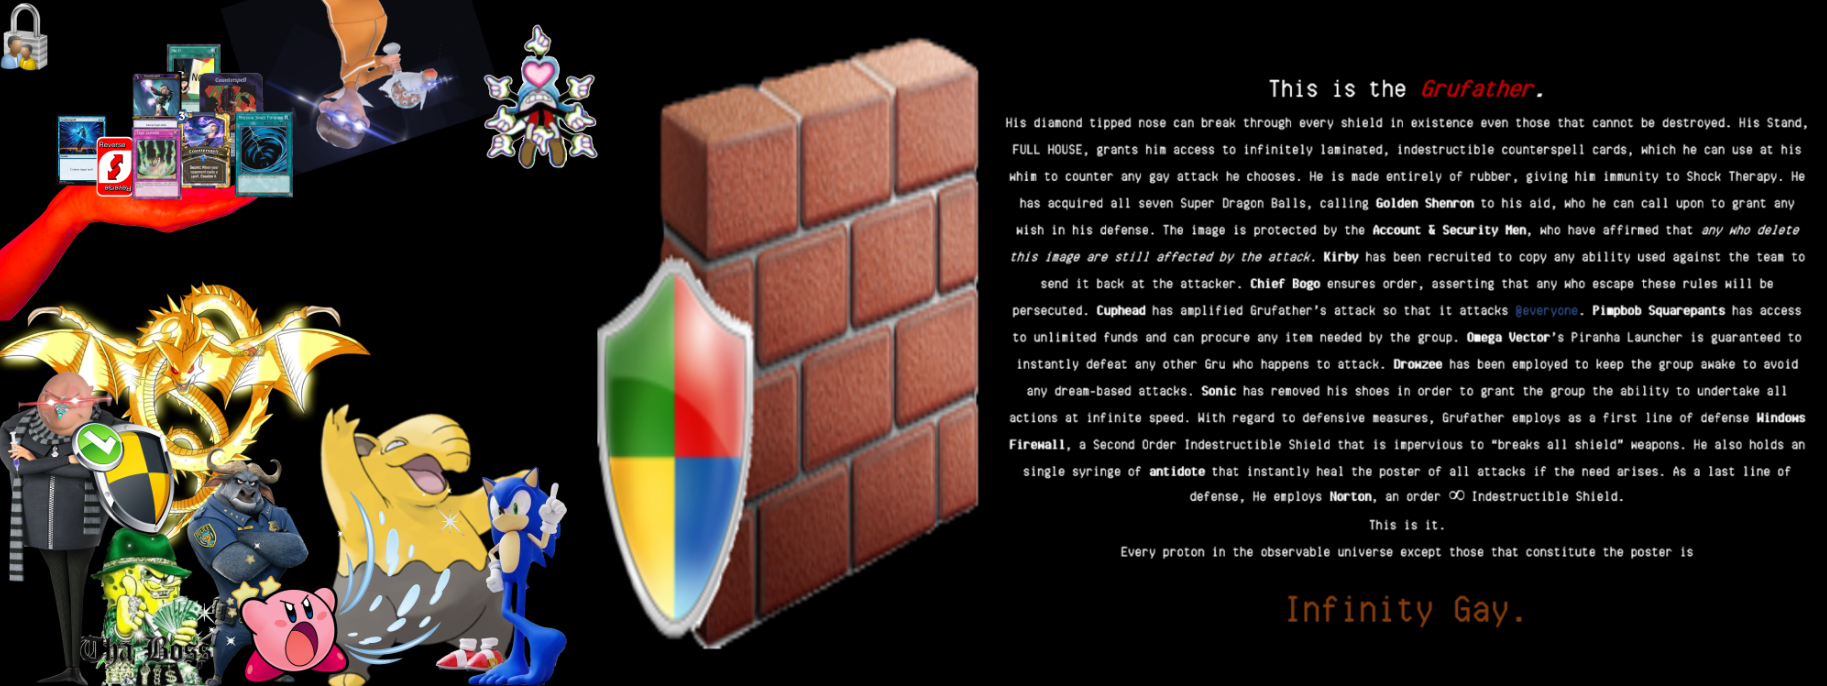 No U
Counterspell
3
Reverse
Reverse
Tha Boss
$
This is the Grufather.
His diamond tipped nose can break through every shield in existence even those that cannot be destroyed. His Stand,
FULL HOUSE, grants him access to infinitely laminated, indestructible counterspell cards, which he can use at his
whim to counter any gay attack he chooses. He is made entirely of rubber, giving him immunity to Shock Therapy. He
has acquired all seven Super Dragon Balls, calling Golden Shenron to his aid, who he can call upon to grant any
wish in his defense. The image is protected by the Account & Security Men, who have affirmed that any who delete
this image are still affected by the attack. Kirby has been recruited to copy any ability used against the team to
send it back at the attacker. Chief Bogo ensures order, asserting that any who escape these rules will be
persecuted. Cuphead has amplified Grufather's attack so that it attacks @everyone. Pimpbob Squarepants has access
to unlimited funds and can procure any item needed by the group. Omega Vector's Piranha Launcher is guaranteed to
instantly defeat any other Gru who happens to attack. Drowzee has been employed to keep the group awake to avoid
any dream-based attacks. Sonic has removed his shoes in order to grant the group the ability to undertake all
actions at infinite speed. With regard to defensive measures, Grufather employs as a first line of defense Windows
Firewall, a Second Order Indestructible Shield that is impervious to “breaks all shield” weapons. He also holds an
single syringe of antidote that instantly heal the poster of all attacks if the need arises. As a last line of
defense, He employs Norton, an order ∞ Indestructible Shield.
This is it.
Every proton in the observable universe except those that constitute the poster is
Infinity Gay.